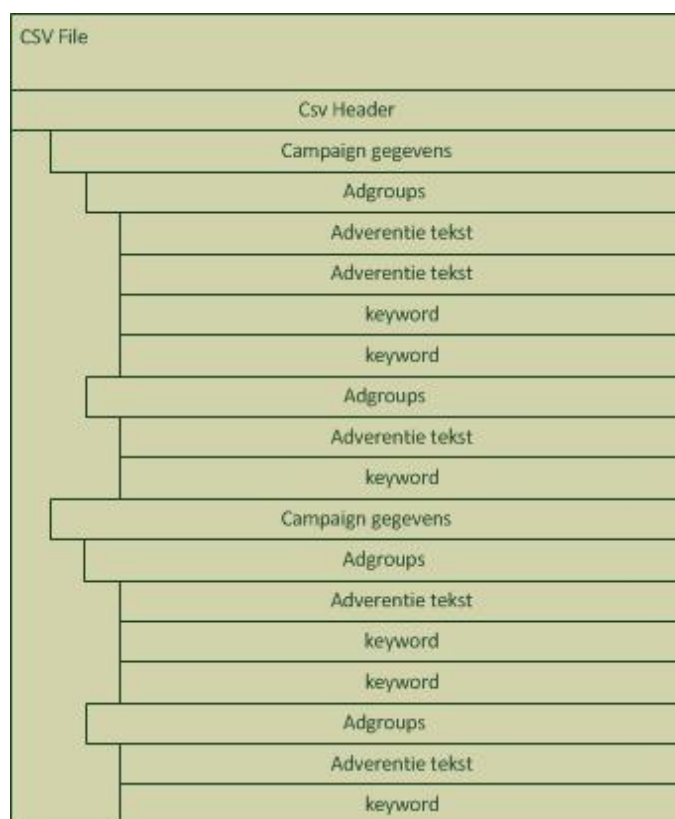 CSV File
Csv Header
Campaign gegevens
Adgroups
Adverentie tekst
Adverentie tekst
keyword
keyword
Adgroups
Adverentie tekst
keyword
Campaign gegevens
Adgroups
Adverentie tekst
keyword
keyword
Adgroups
Adverentie tekst
keyword